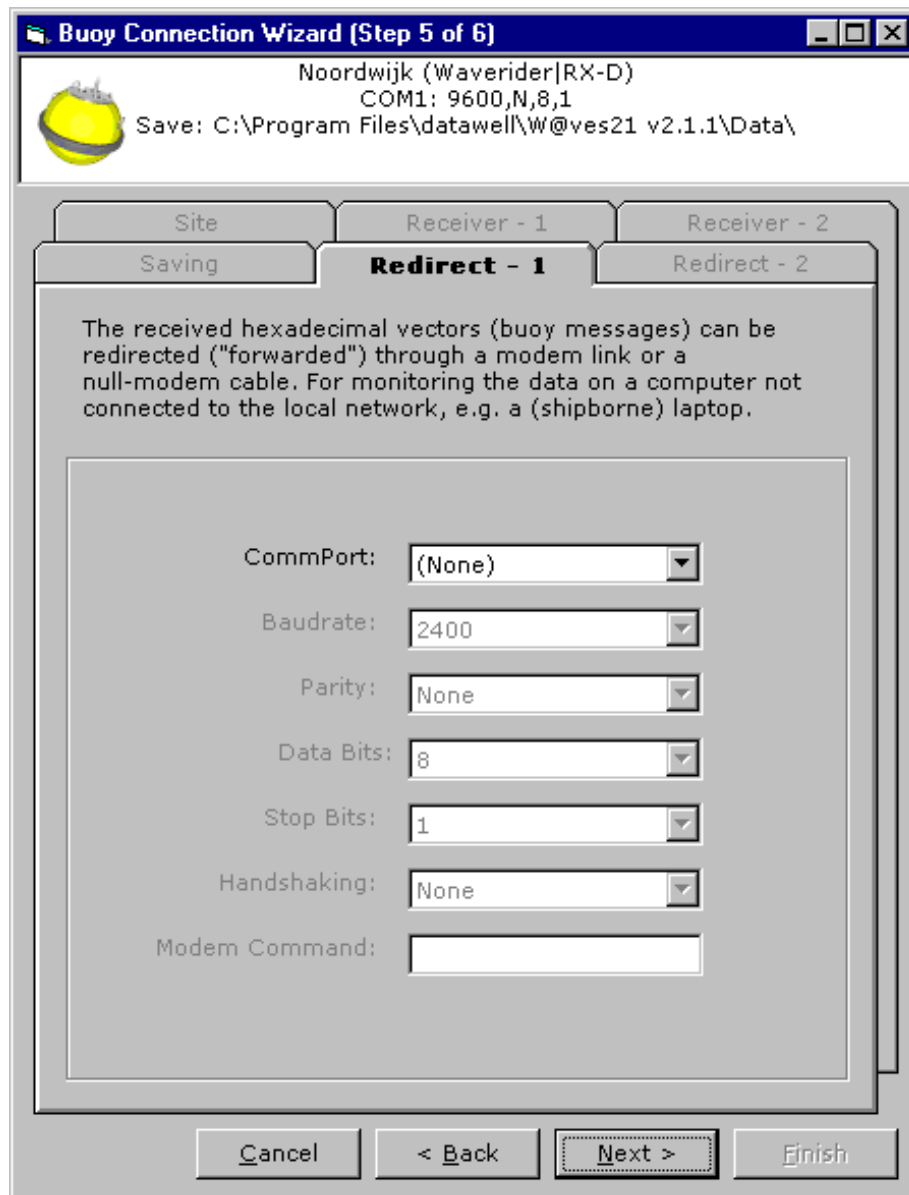 Buoy Connection Wizard (Step 5 of 6)
Noordwijk (Waverider|RX-D)
COM1: 9600,N,8,1
Save: C:\Program Files\datawell\W@ves21 v2.1.1\Data\
Site Receiver - 1 Receiver - 2
Saving Redirect - 1 Redirect - 2
The received hexadecimal vectors (buoy messages) can be
redirected ("forwarded") through a modem link or a
null-modem cable. For monitoring the data on a computer not
connected to the local network, e.g. a (shipborne) laptop.
CommPort: (None)
Baudrate: 2400
Parity: None
Data Bits: 8
Stop Bits: 1
Handshaking: None
Modem Command:
Cancel < Back Next > Finish